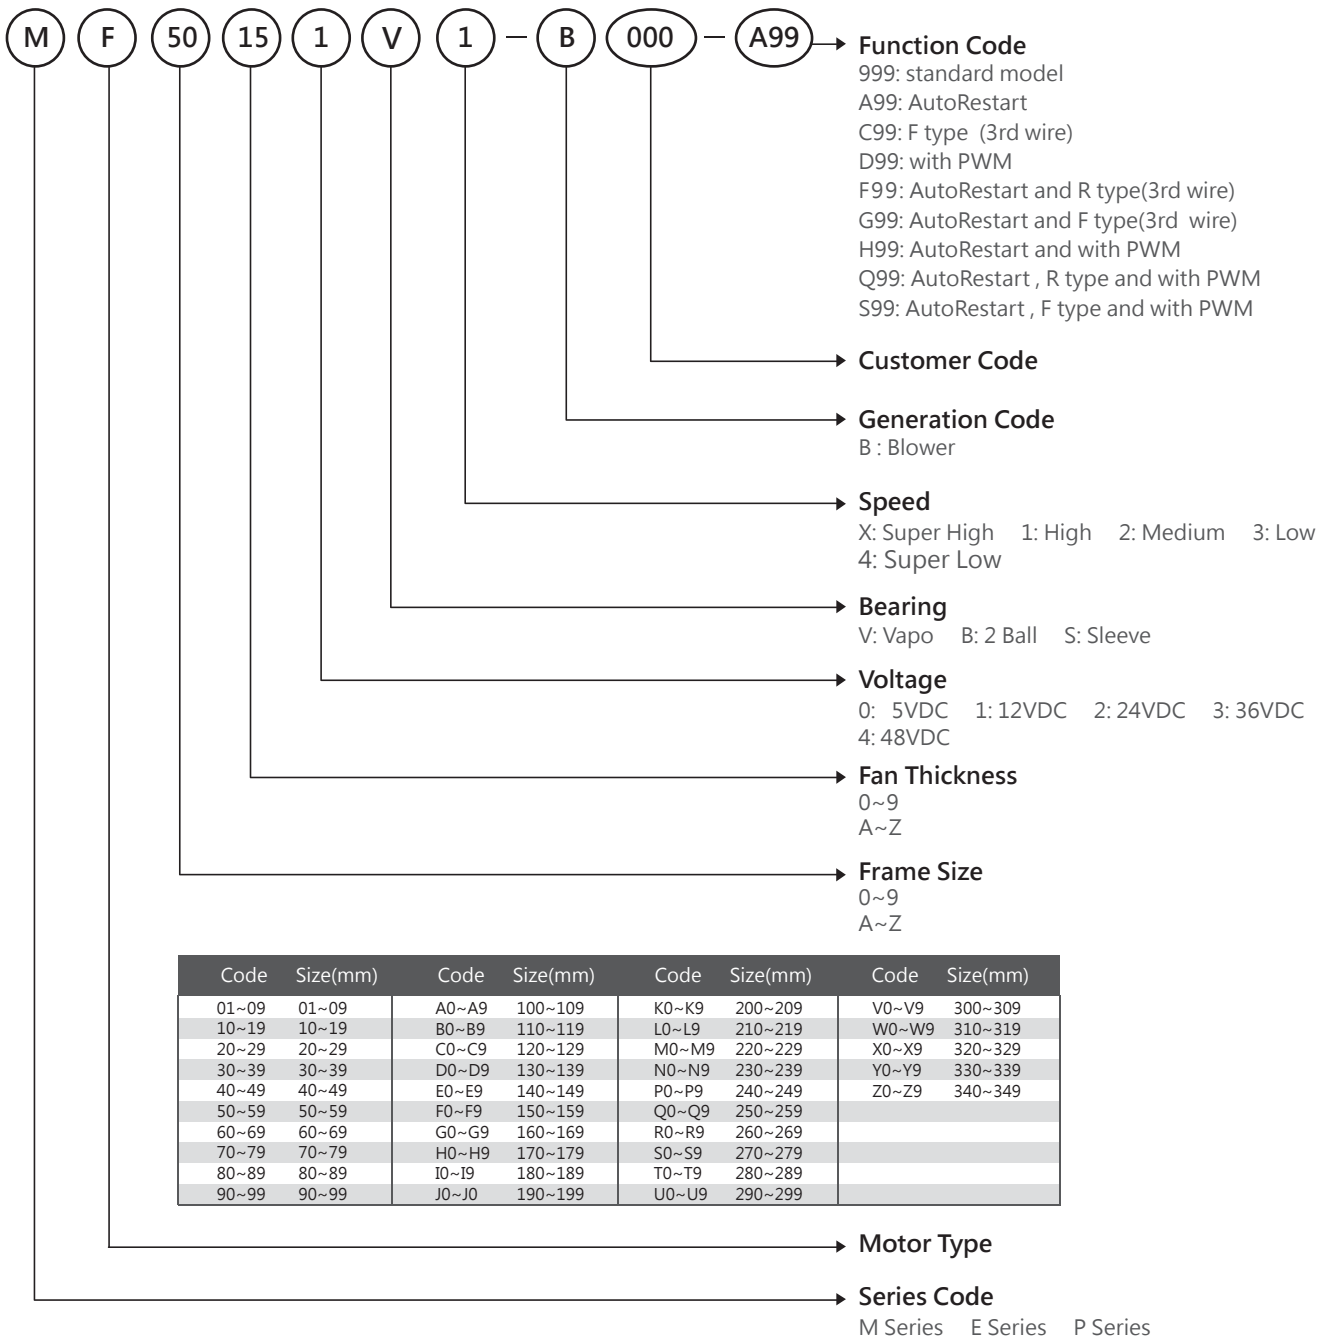 M F 50 15 1 V 1 – B 000 – A99
Function Code
999: standard model
A99: AutoRestart
C99: F type (3rd wire)
D99: with PWM
F99: AutoRestart and R type(3rd wire)
G99: AutoRestart and F type(3rd wire)
H99: AutoRestart and with PWM
Q99: AutoRestart , R type and with PWM
S99: AutoRestart , F type and with PWM
Customer Code
Generation Code
B : Blower
Speed
X: Super High 1: High 2: Medium 3: Low
4: Super Low
Bearing
V: Vapo B: 2 Ball S: Sleeve
Voltage
0: 5VDC 1: 12VDC 2: 24VDC 3: 36VDC
4: 48VDC
Fan Thickness
0~9
A~Z
Frame Size
0~9
A~Z
Code Size(mm) Code Size(mm) Code Size(mm) Code Size(mm)
01~09 01~09 A0~A9 100~109 K0~K9 200~209 V0~V9 300~309
10~19 10~19 B0~B9 110~119 L0~L9 210~219 W0~W9 310~319
20~29 20~29 C0~C9 120~129 M0~M9 220~229 X0~X9 320~329
30~39 30~39 D0~D9 130~139 N0~N9 230~239 Y0~Y9 330~339
40~49 40~49 E0~E9 140~149 P0~P9 240~249 Z0~Z9 340~349
50~59 50~59 F0~F9 150~159 Q0~Q9 250~259
60~69 60~69 G0~G9 160~169 R0~R9 260~269
70~79 70~79 H0~H9 170~179 S0~S9 270~279
80~89 80~89 I0~I9 180~189 T0~T9 280~289
90~99 90~99 J0~J0 190~199 U0~U9 290~299
Motor Type
Series Code
M Series E Series P Series